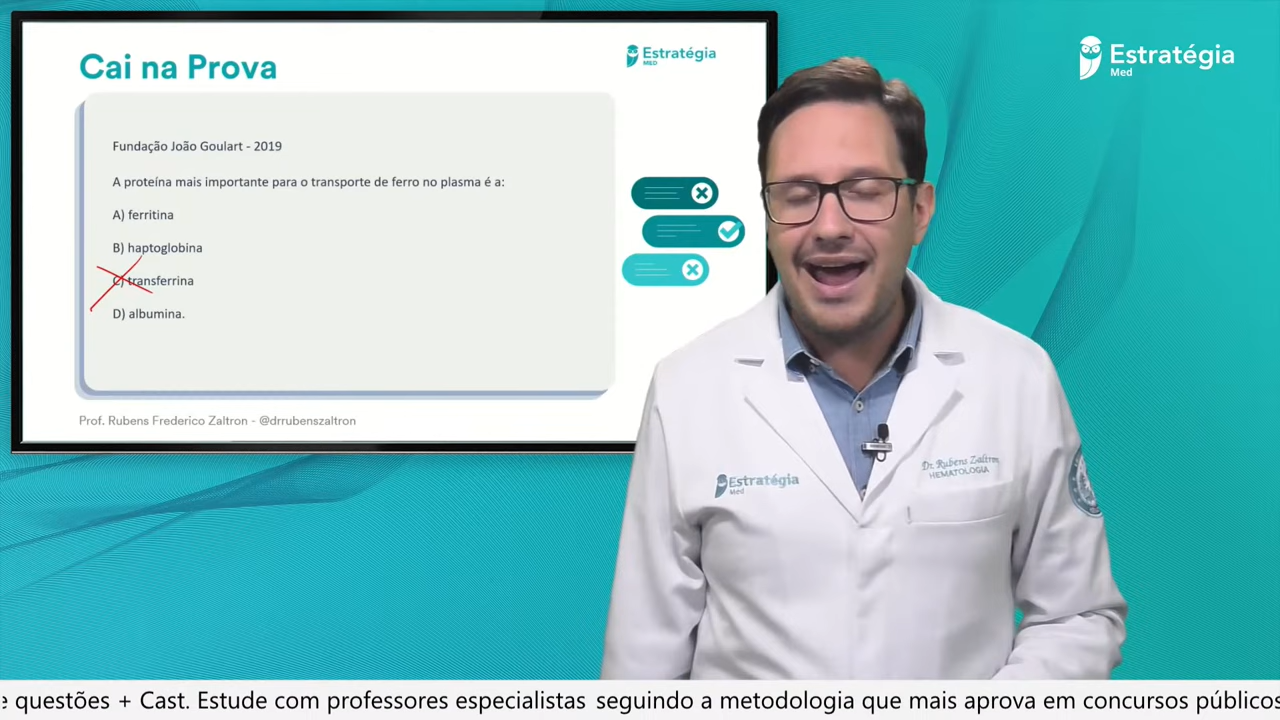 Cai na Prova
Estratégia
MED
Fundação João Goulart - 2019
A proteína mais importante para o transporte de ferro no plasma é a:
A) ferritina
B) haptoglobina
C) transferrina
D) albumina.
Prof. Rubens Frederico Zaltron - @drrubenszaltron
Estratégia
Med
Estratégia
Med
Dr. Rubens Zaltron
HEMATOLOGIA
e questões + Cast. Estude com professores especialistas seguindo a metodologia que mais aprova em concursos públicos